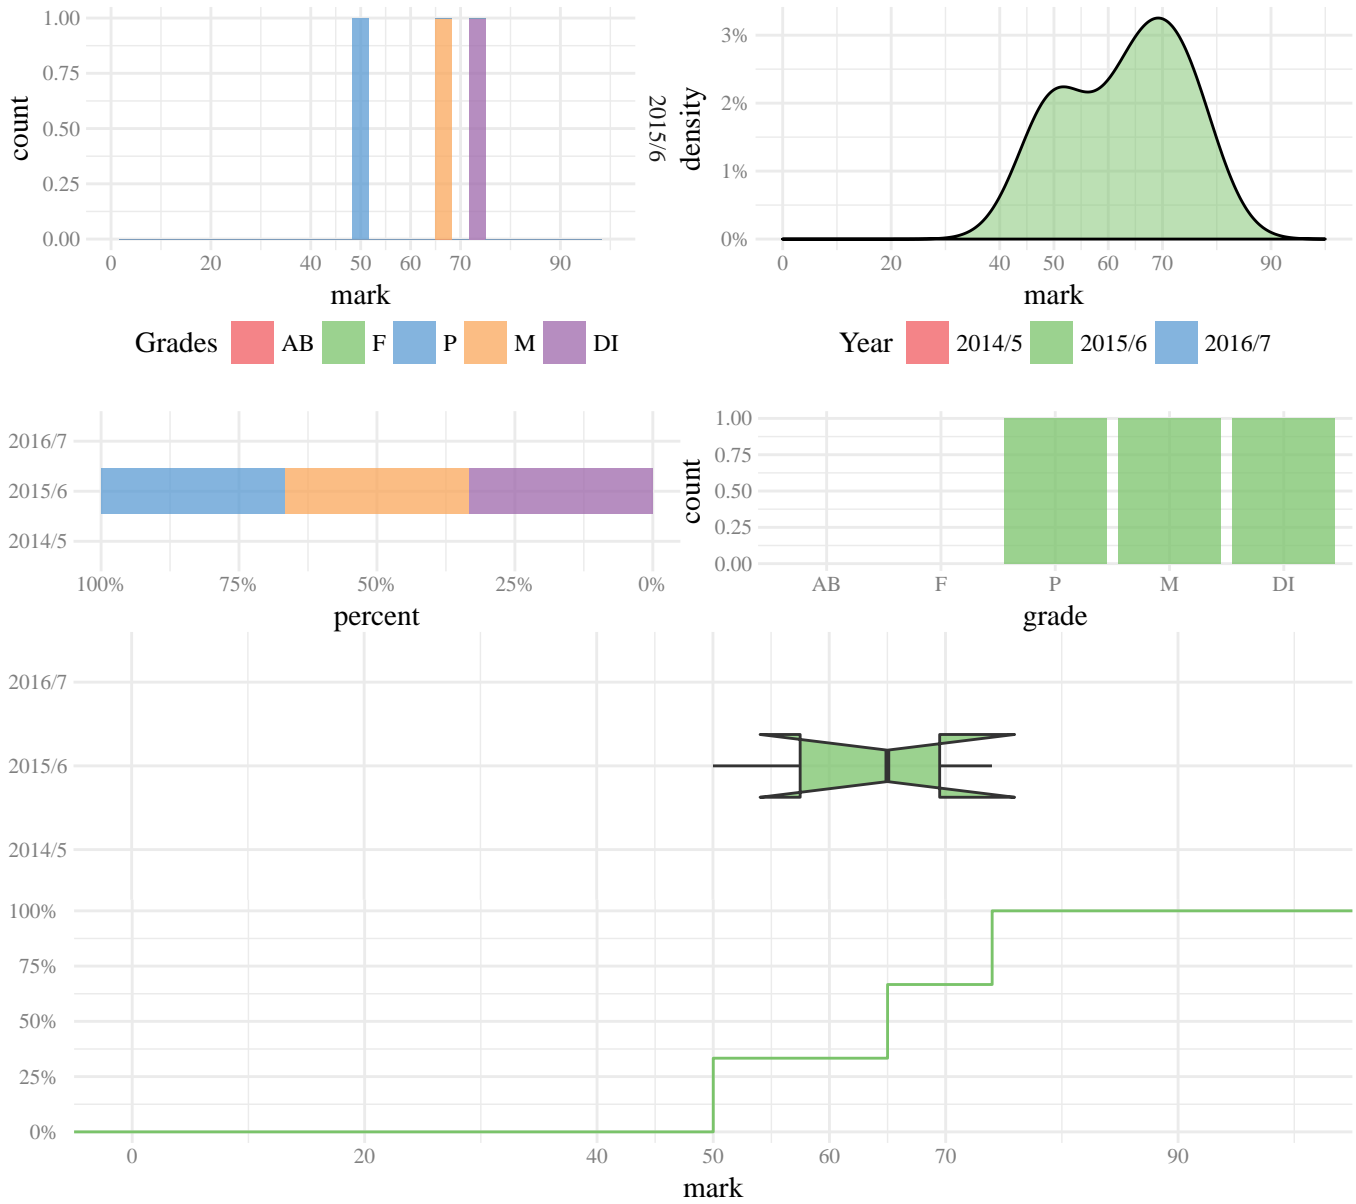 1.00
0.75
0.50
0.25
0.00
count
0 20 40 50 60 70 90
mark
2015/6
Grades AB F P M DI
3%
2%
1%
0%
density
0 20 40 50 60 70 90
mark
Year 2014/5 2015/6 2016/7
2016/7
2015/6
2014/5
100% 75% 50% 25% 0%
percent
1.00
0.75
0.50
0.25
0.00
count
AB F P M DI
grade
2016/7
2015/6
2014/5
100%
75%
50%
25%
0%
0 20 40 50 60 70 90
mark